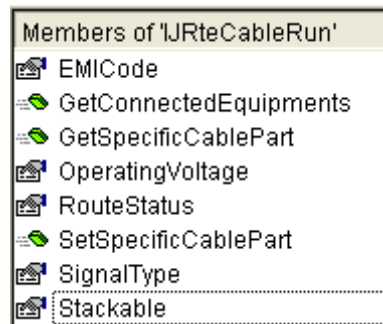 Members of 'IJRteCableRun'
EMICode
GetConnectedEquipments
GetSpecificCablePart
OperatingVoltage
RouteStatus
SetSpecificCablePart
SignalType
Stackable